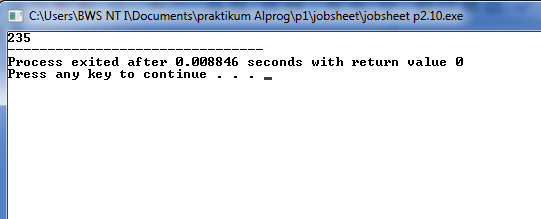 C:\Users\BWS NT I\Documents\praktikum Alprog\p1\jobsheet\jobsheet p2.10.exe
235
--------------------------------
Process exited after 0.008846 seconds with return value 0
Press any key to continue . . . _